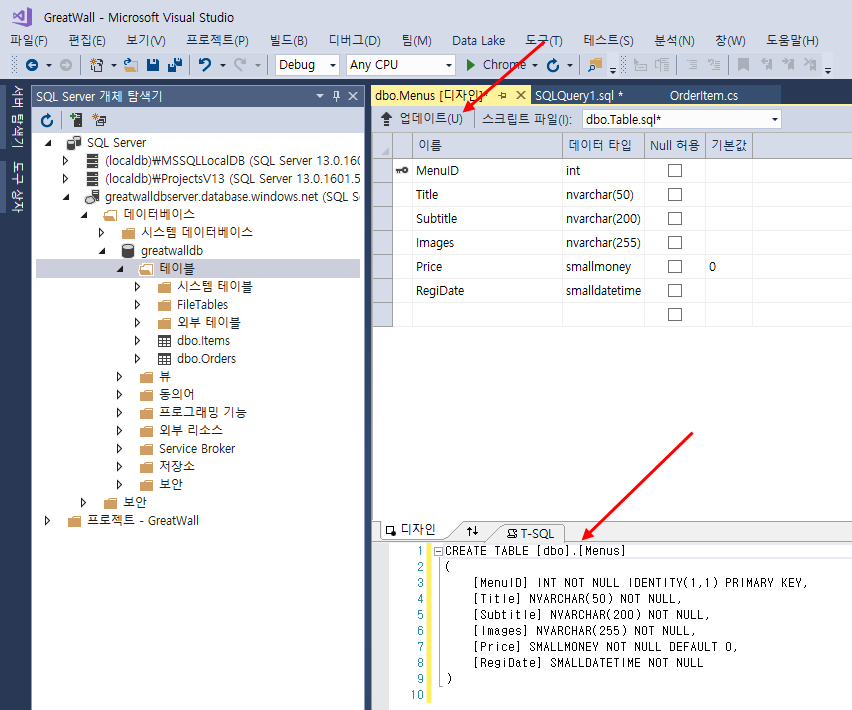 GreatWall - Microsoft Visual Studio
파일(F) 편집(E) 보기(V) 프로젝트(P) 빌드(B) 디버그(D) 팀(M) Data Lake 도구(T) 테스트(S) 분석(N) 창(W) 도움말(H)
Debug Any CPU Chrome
서버 탐색기
도구 상자
SQL Server 개체 탐색기
SQL Server
(localdb)₩MSSQLLocalDB (SQL Server 13.0.160
(localdb)₩ProjectsV13 (SQL Server 13.0.1601.5
greatwalldbserver.database.windows.net (SQL S
데이터베이스
시스템 데이터베이스
greatwalldb
테이블
시스템 테이블
FileTables
외부 테이블
dbo.Items
dbo.Orders
뷰
동의어
프로그래밍 기능
외부 리소스
Service Broker
저장소
보안
보안
프로젝트 - GreatWall
dbo.Menus [디자인]* SQLQuery1.sql * OrderItem.cs
업데이트(U) 스크립트 파일(I): dbo.Table.sql*
이름 데이터 타입 Null 허용 기본값
MenuID int
Title nvarchar(50)
Subtitle nvarchar(200)
Images nvarchar(255)
Price smallmoney 0
RegiDate smalldatetime
디자인 T-SQL
1 CREATE TABLE [dbo].[Menus]
2 (
3 [MenuID] INT NOT NULL IDENTITY(1,1) PRIMARY KEY,
4 [Title] NVARCHAR(50) NOT NULL,
5 [Subtitle] NVARCHAR(200) NOT NULL,
6 [Images] NVARCHAR(255) NOT NULL,
7 [Price] SMALLMONEY NOT NULL DEFAULT 0,
8 [RegiDate] SMALLDATETIME NOT NULL
9 )
10